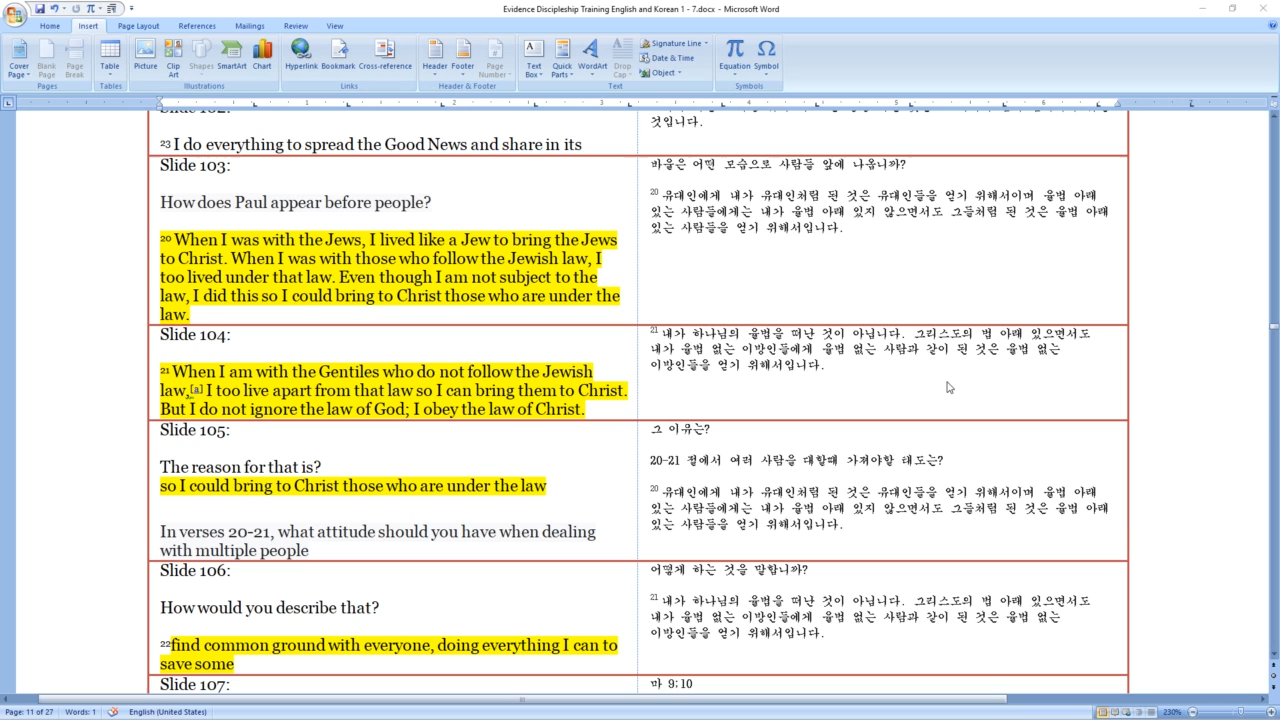 Evidence Discipleship Training English and Korean 1 - 7.docx - Microsoft Word
Home Insert Page Layout References Mailings Review View
Cover Page Blank Page Page Break Table Picture Clip Art Shapes SmartArt Chart Hyperlink Bookmark Cross-reference Header Footer Page Number Text Box Quick Parts WordArt Drop Cap Signature Line Date & Time Object Equation Symbol
Pages Tables Illustrations Links Header & Footer Text Symbols
것입니다.
23 I do everything to spread the Good News and share in its
Slide 103:
How does Paul appear before people?
20 When I was with the Jews, I lived like a Jew to bring the Jews
to Christ. When I was with those who follow the Jewish law, I
too lived under that law. Even though I am not subject to the
law, I did this so I could bring to Christ those who are under the
law.
바울은 어떤 모습으로 사람들 앞에 나옵니까?
20 유대인에게 내가 유대인처럼 된 것은 유대인들을 얻기 위해서이며 율법 아래
있는 사람들에게는 내가 율법 아래 있지 않으면서도 그들처럼 된 것은 율법 아래
있는 사람들을 얻기 위해서입니다.
Slide 104:
21 When I am with the Gentiles who do not follow the Jewish
law,[a] I too live apart from that law so I can bring them to Christ.
But I do not ignore the law of God; I obey the law of Christ.
21 내가 하나님의 율법을 떠난 것이 아닙니다. 그리스도의 법 아래 있으면서도
내가 율법 없는 이방인들에게 율법 없는 사람과 같이 된 것은 율법 없는
이방인들을 얻기 위해서입니다.
Slide 105:
The reason for that is?
so I could bring to Christ those who are under the law
In verses 20-21, what attitude should you have when dealing
with multiple people
그 이유는?
20-21 절에서 여러 사람을 대할때 가져야할 태도는?
20 유대인에게 내가 유대인처럼 된 것은 유대인들을 얻기 위해서이며 율법 아래
있는 사람들에게는 내가 율법 아래 있지 않으면서도 그들처럼 된 것은 율법 아래
있는 사람들을 얻기 위해서입니다.
Slide 106:
How would you describe that?
22find common ground with everyone, doing everything I can to
save some
어떻게 하는 것을 말합니까?
21 내가 하나님의 율법을 떠난 것이 아닙니다. 그리스도의 법 아래 있으면서도
내가 율법 없는 이방인들에게 율법 없는 사람과 같이 된 것은 율법 없는
이방인들을 얻기 위해서입니다.
Slide 107:
마 9:10
Page: 11 of 27 Words: 1 English (United States) 230%